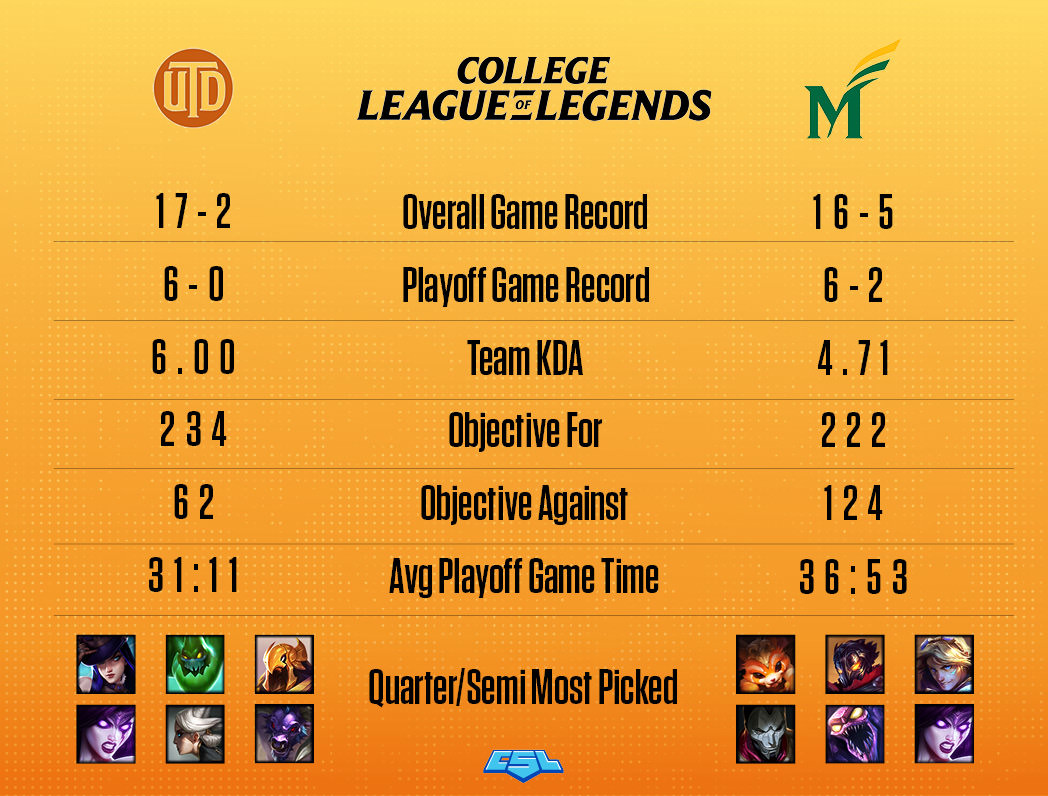 UTD
COLLEGE
LEAGUE OF LEGENDS
M
17-2 Overall Game Record 16-5
6-0 Playoff Game Record 6-2
6.00 Team KDA 4.71
234 Objective For 222
62 Objective Against 124
31:11 Avg Playoff Game Time 36:53
Quarter/Semi Most Picked
CSL